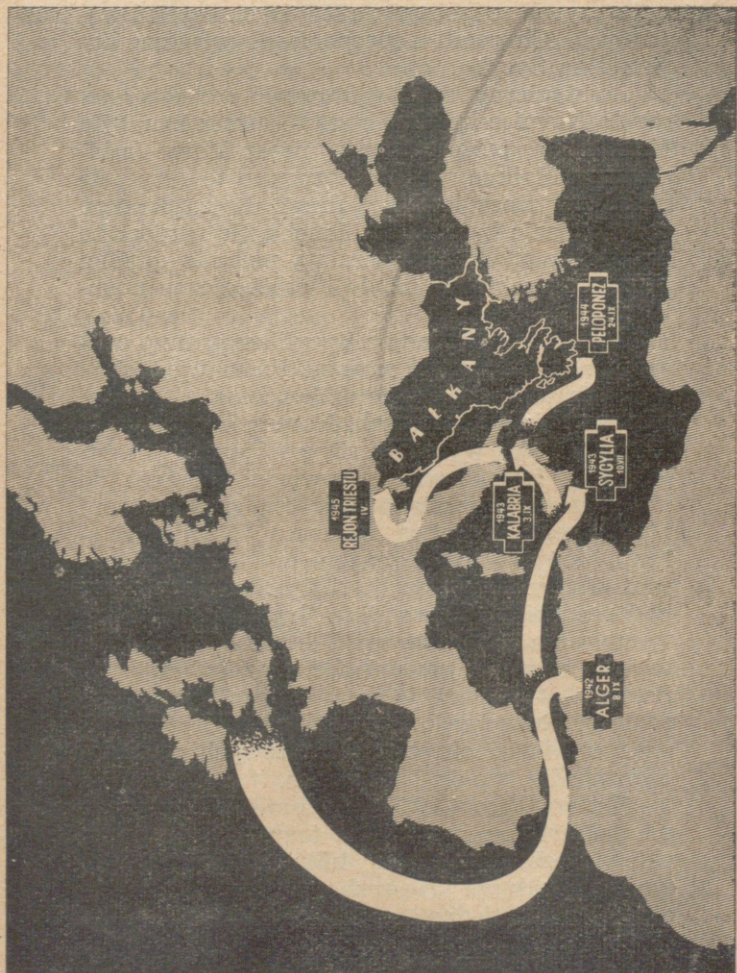 1945
REJON TRIESTU
IV
BAŁKANY
1943
KALABRIA
3.IX
1944
PELOPONEZ
24.IX
1943
SYCYLIA
10 VII
1942
ALGER
8 IX